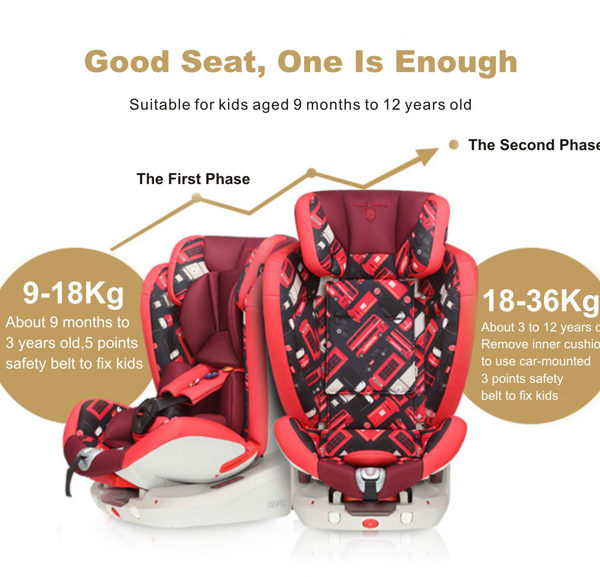 Good Seat, One Is Enough
Suitable for kids aged 9 months to 12 years old
The Second Phase
The First Phase
9-18Kg
About 9 months to
3 years old,5 points
safety belt to fix kids
18-36Kg
About 3 to 12 years o
Remove inner cushio
to use car-mounted
3 points safety
belt to fix kids